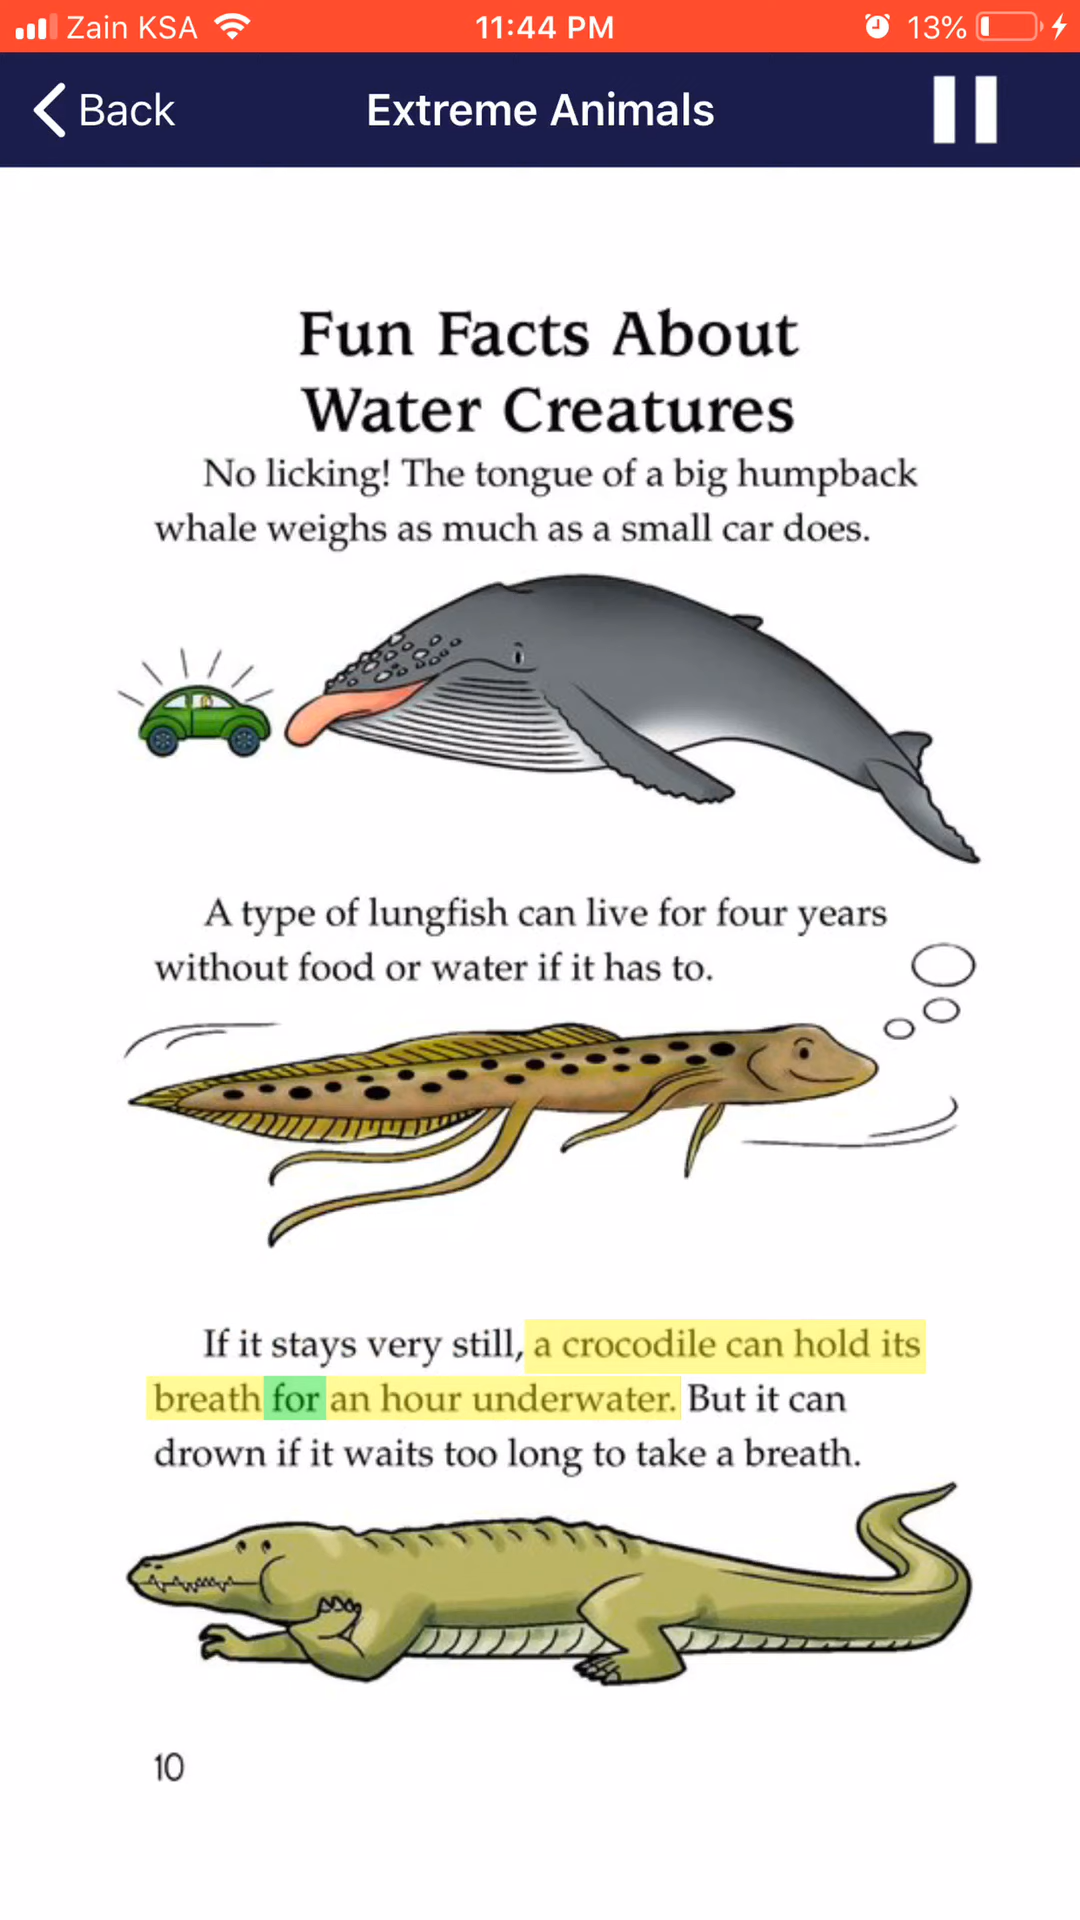 Zain KSA 11:44 PM 13%
Back Extreme Animals
Fun Facts About
Water Creatures
No licking! The tongue of a big humpback
whale weighs as much as a small car does.
A type of lungfish can live for four years
without food or water if it has to.
If it stays very still, a crocodile can hold its
breath for an hour underwater. But it can
drown if it waits too long to take a breath.
10